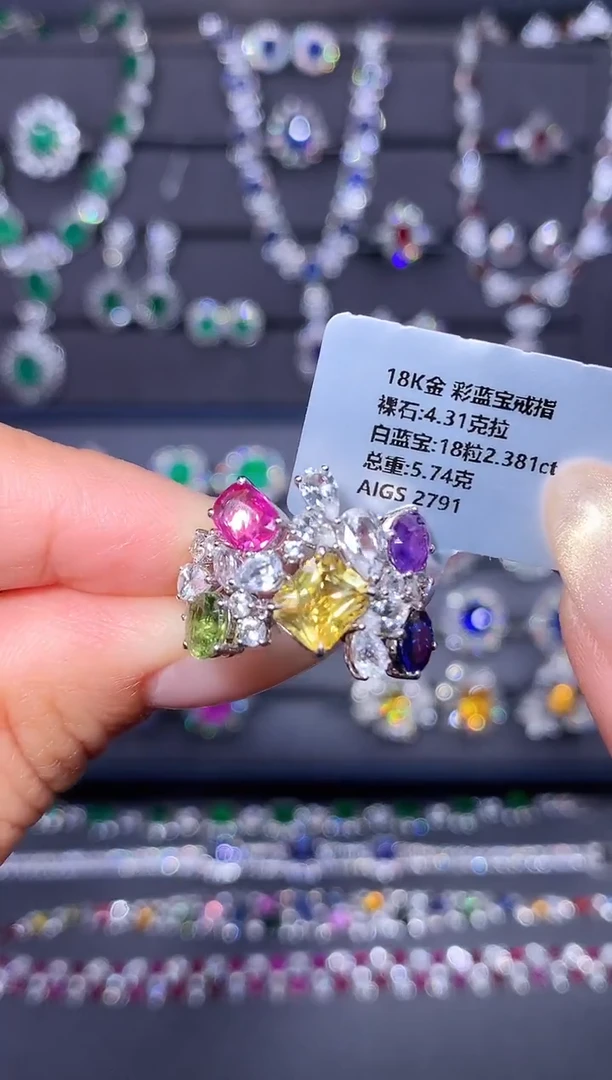 18K金 彩蓝宝戒指
裸石:4.31克拉
白蓝宝:18粒2.381ct
总重:5.74克
AIGS 2791